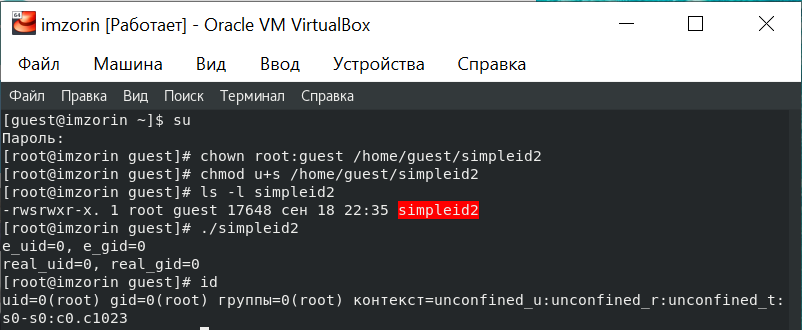 imzorin [Работает] - Oracle VM VirtualBox
Файл Машина Вид Ввод Устройства Справка
Файл Правка Вид Поиск Терминал Справка
[guest@imzorin ~]$ su
Пароль:
[root@imzorin guest]# chown root:guest /home/guest/simpleid2
[root@imzorin guest]# chmod u+s /home/guest/simpleid2
[root@imzorin guest]# ls -l simpleid2
-rwsrwxr-x. 1 root guest 17648 сен 18 22:35 simpleid2
[root@imzorin guest]# ./simpleid2
e_uid=0, e_gid=0
real_uid=0, real_gid=0
[root@imzorin guest]# id
uid=0(root) gid=0(root) группы=0(root) контекст=unconfined_u:unconfined_r:unconfined_t:
s0-s0:c0.c1023